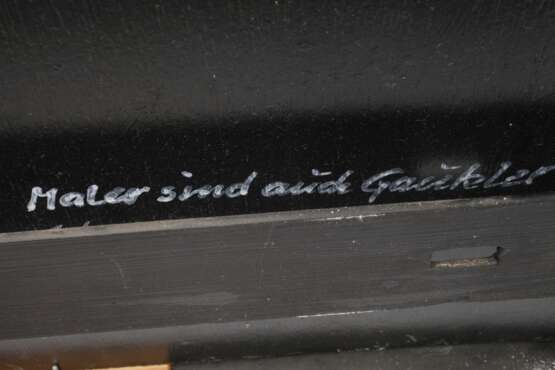 Maler sind auch Gaukler